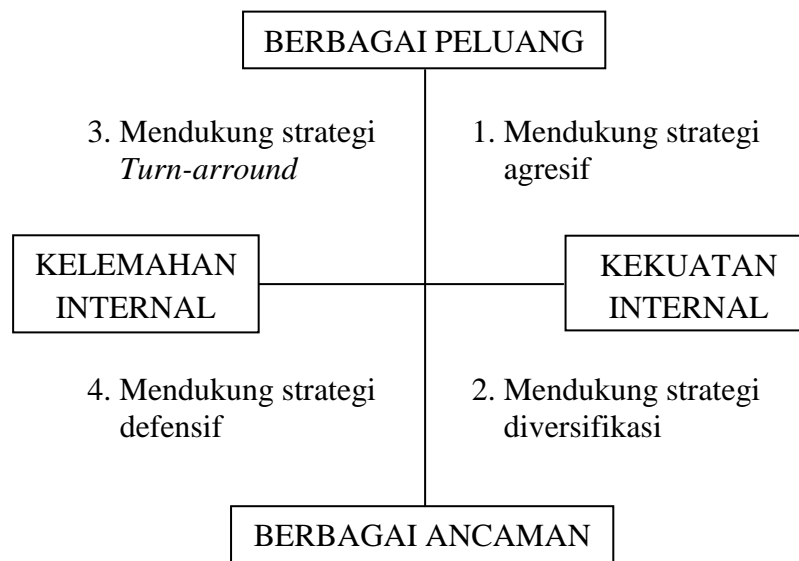 BERBAGAI PELUANG
3. Mendukung strategi
Turn-arround
1. Mendukung strategi
agresif
KELEMAHAN
INTERNAL
KEKUATAN
INTERNAL
4. Mendukung strategi
defensif
2. Mendukung strategi
diversifikasi
BERBAGAI ANCAMAN